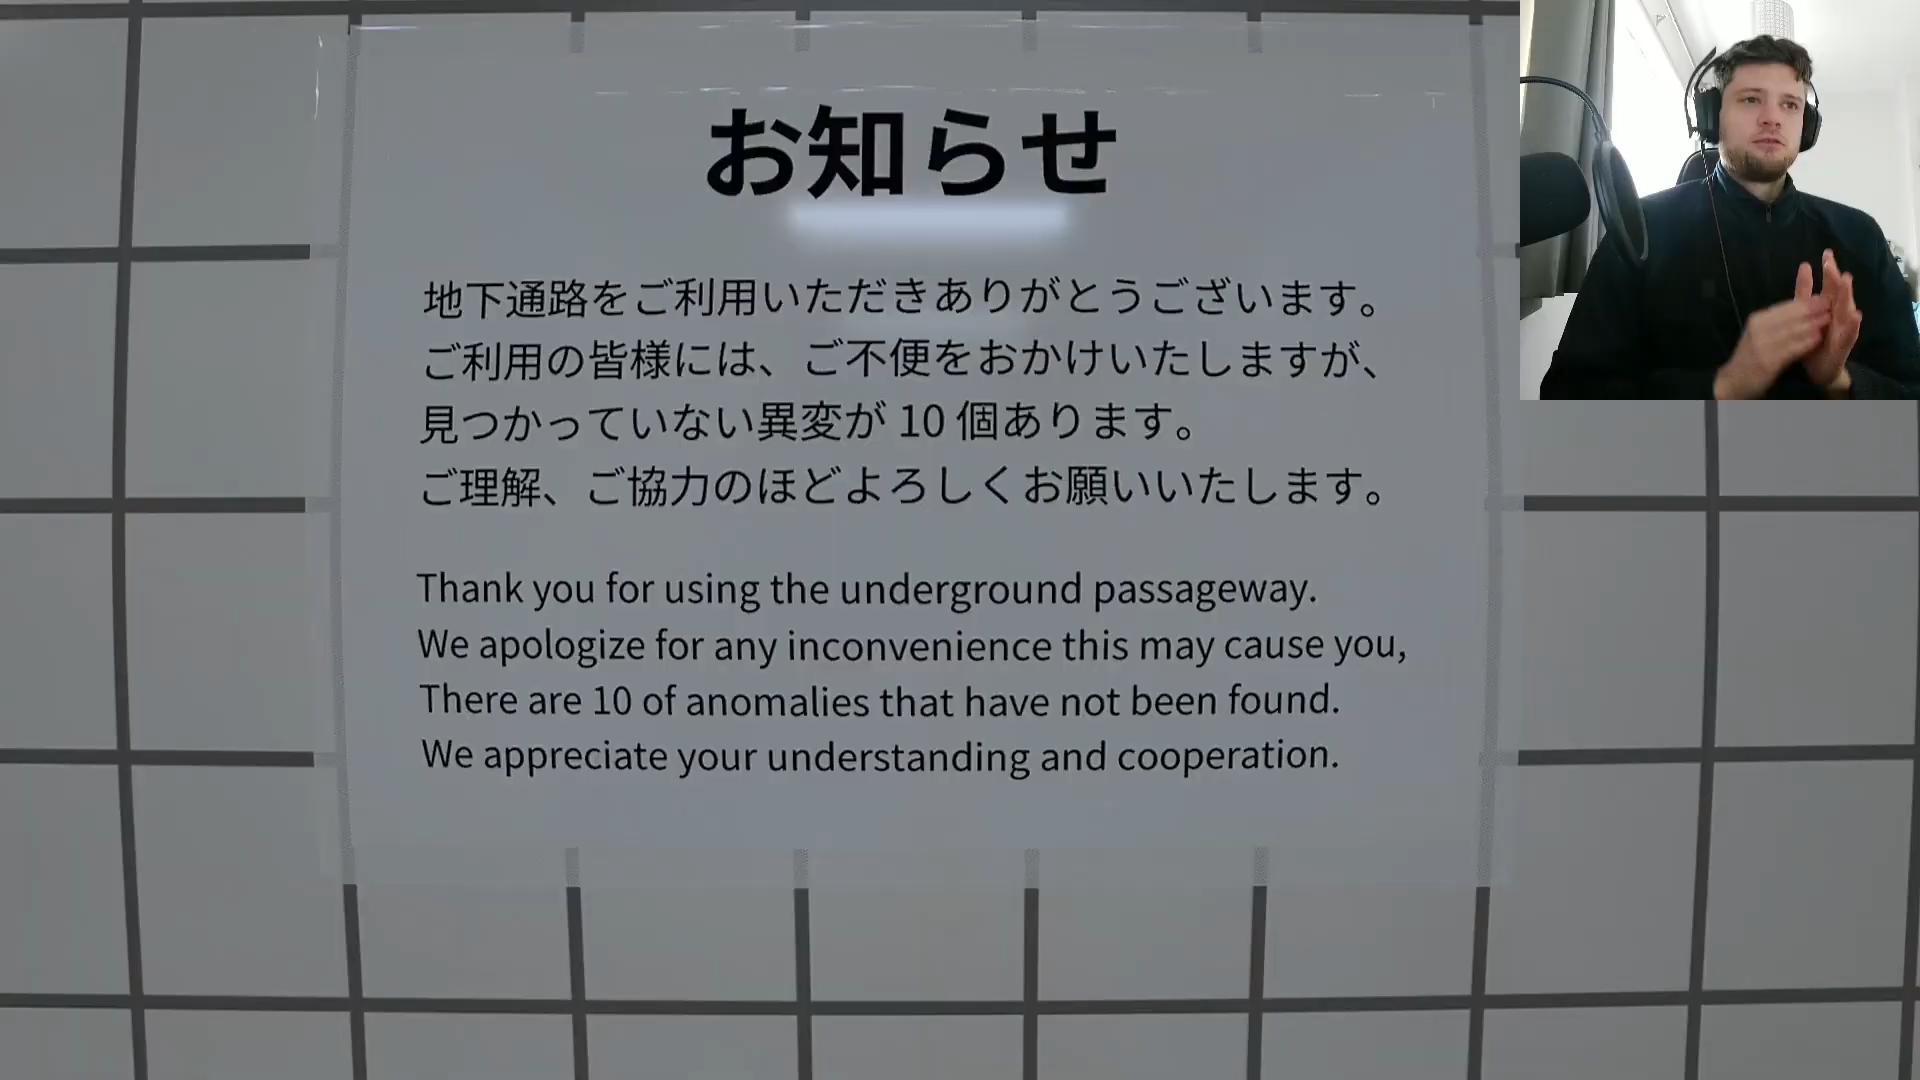 お知らせ
地下通路をご利用いただきありがとうございます。
ご利用の皆様には、ご不便をおかけいたしますが、
見つかっていない異変が 10 個あります。
ご理解、ご協力のほどよろしくお願いいたします。
Thank you for using the underground passageway.
We apologize for any inconvenience this may cause you,
There are 10 of anomalies that have not been found.
We appreciate your understanding and cooperation.